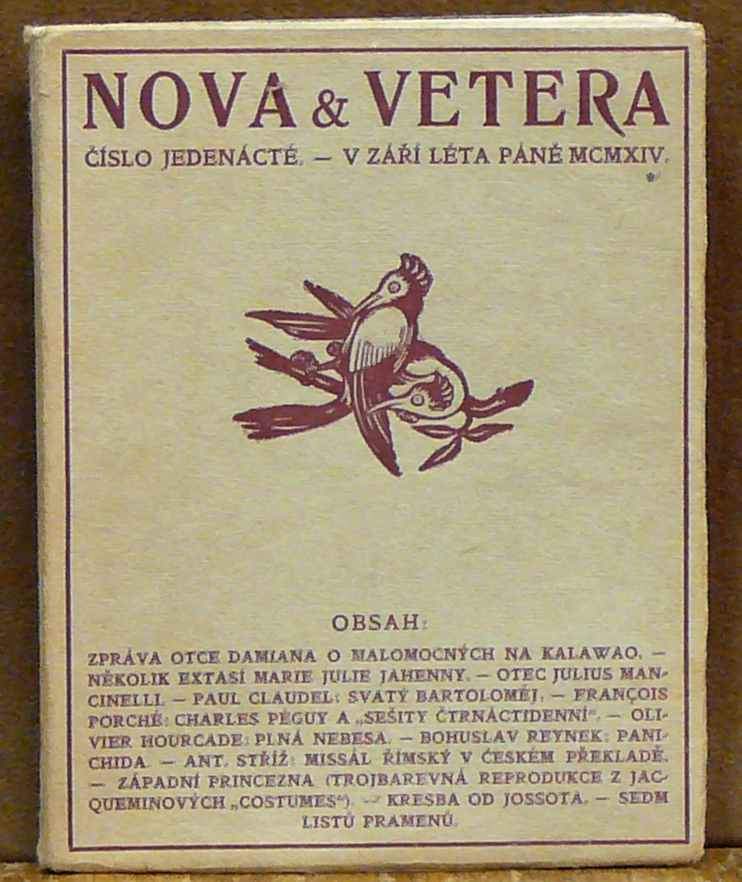 NOVA & VETERA
ČÍSLO JEDENÁCTÉ. — V ZÁŘÍ LÉTA PÁNĚ MCMXIV.
OBSAH:
ZPRÁVA OTCE DAMIANA O MALOMOCNÝCH NA KALAWAO. —
NĚKOLIK EXTASÍ MARIE JULIE JAHENNY. — OTEC JULIUS MAN-
CINELLI. — PAUL CLAUDEL: SVATÝ BARTOLOMĚJ. — FRANÇOIS
PORCHÉ: CHARLES PÉGUY A „SEŠITY ČTRNÁCTIDENNÍ“. — OLI-
VIER HOURCADE: PLNÁ NEBESA. — BOHUSLAV REYNEK: PANI-
CHIDA. — ANT. STŘÍŽ: MISSÁL ŘÍMSKÝ V ČESKÉM PŘEKLADĚ.
— ZÁPADNÍ PRINCEZNA (TROJBAREVNÁ REPRODUKCE Z JAC-
QUEMINOVÝCH „COSTUMES“). — KRESBA OD JOSSOTA. — SEDM
LISTŮ PRAMENŮ.